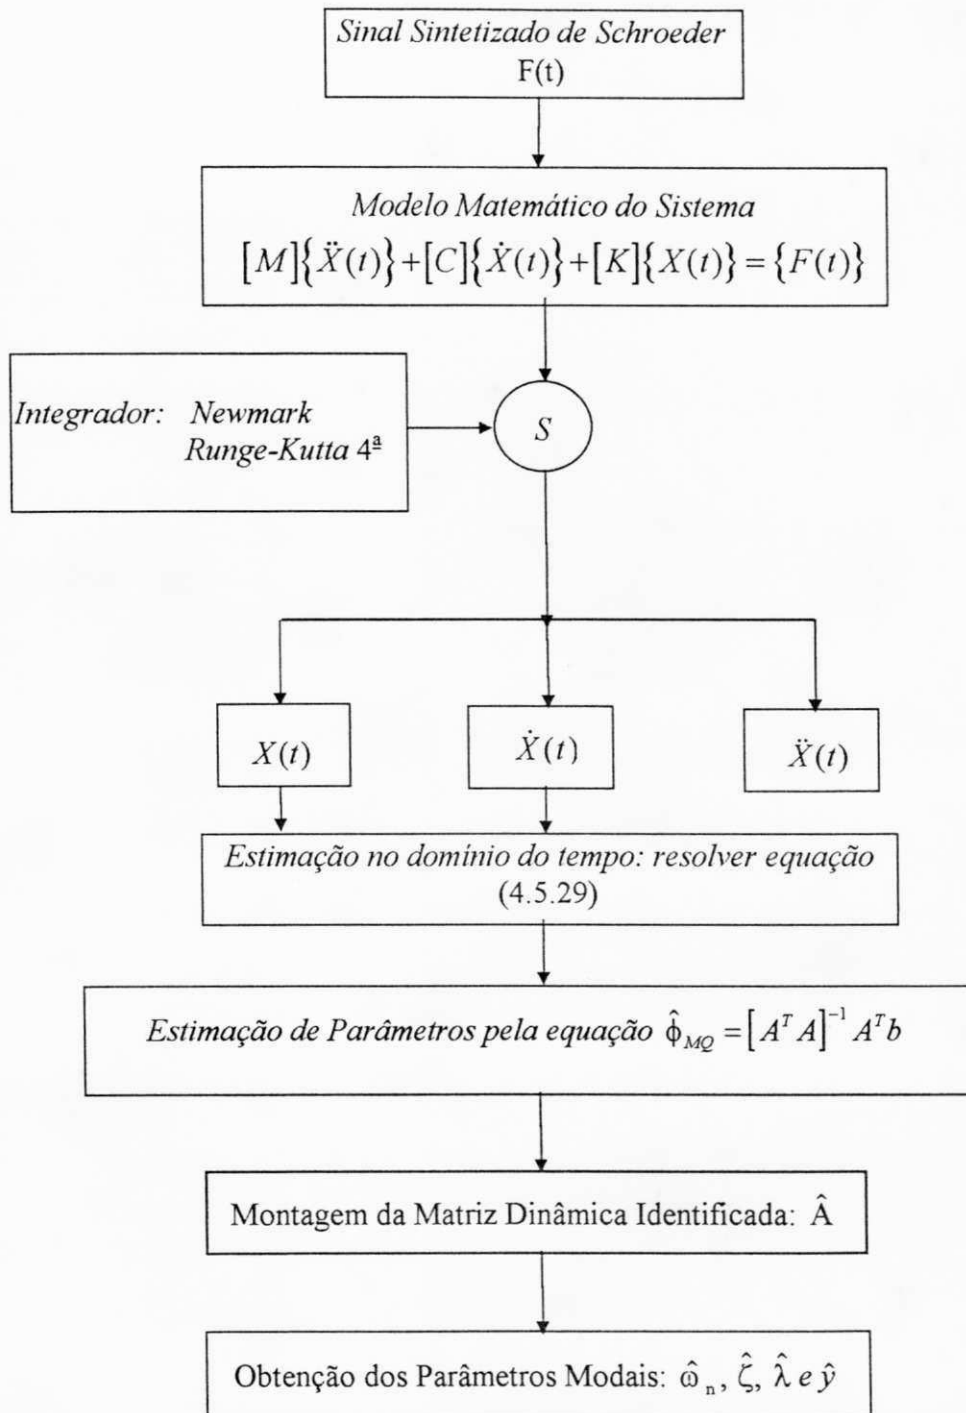 Sinal Sintetizado de Schroeder
F(t)
Modelo Matemático do Sistema
[M]{Ẍ(t)}+[C]{Ẋ(t)}+[K]{X(t)}={F(t)}
Integrador: Newmark
Runge-Kutta 4ª
S
X(t) Ẋ(t) Ẍ(t)
Estimação no domínio do tempo: resolver equação
(4.5.29)
Estimação de Parâmetros pela equação ϕ̂_MQ = [A^T A]^-1 A^T b
Montagem da Matriz Dinâmica Identificada: Â
Obtenção dos Parâmetros Modais: ω̂_n, ζ̂, λ̂ e ŷ